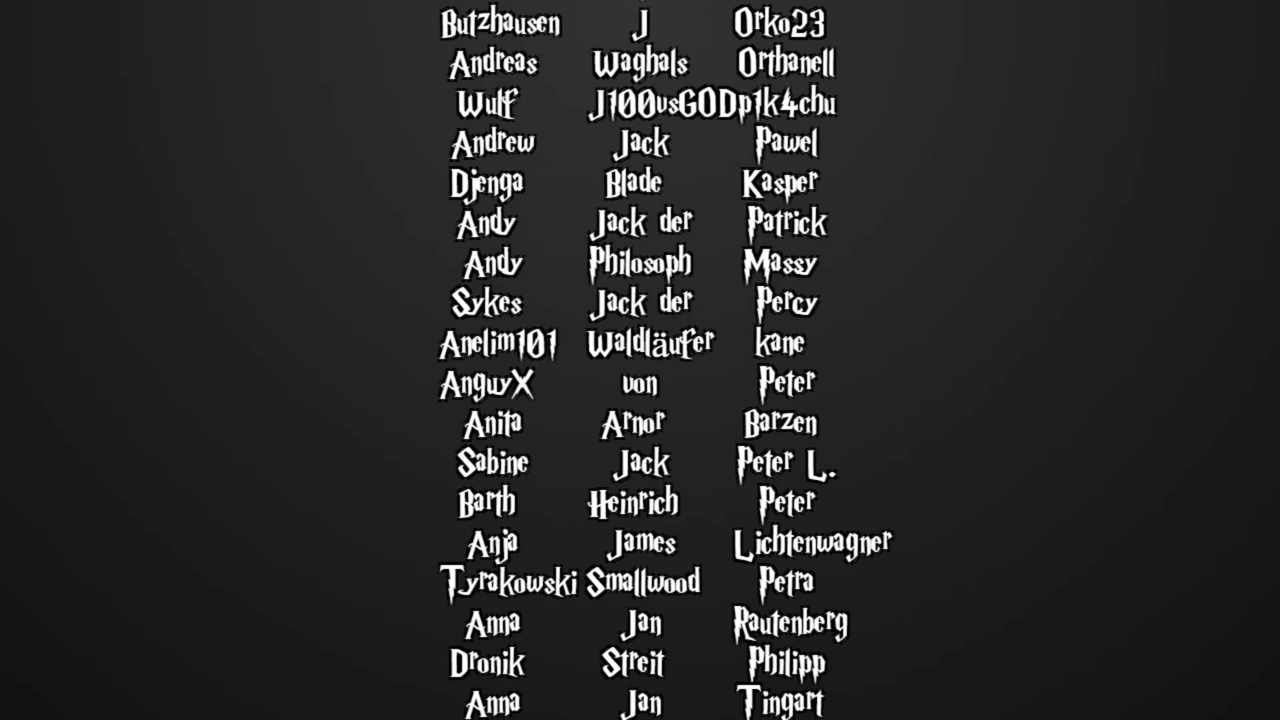 Butzhausen J Orko23
Andreas Waghals Orthanell
Wulf J100vsGODp1k4chu
Andrew Jack Pawel
Djenga Blade Kasper
Andy Jack der Patrick
Andy Philosoph Massy
Sykes Jack der Percy
Anelim101 Waldläufer kane
AnguyX von Peter
Anita Arnor Barzen
Sabine Jack Peter L.
Barth Heinrich Peter
Anja James Lichtenwagner
Tyrakowski Smallwood Petra
Anna Jan Rautenberg
Dronik Streit Philipp
Anna Jan Tingart